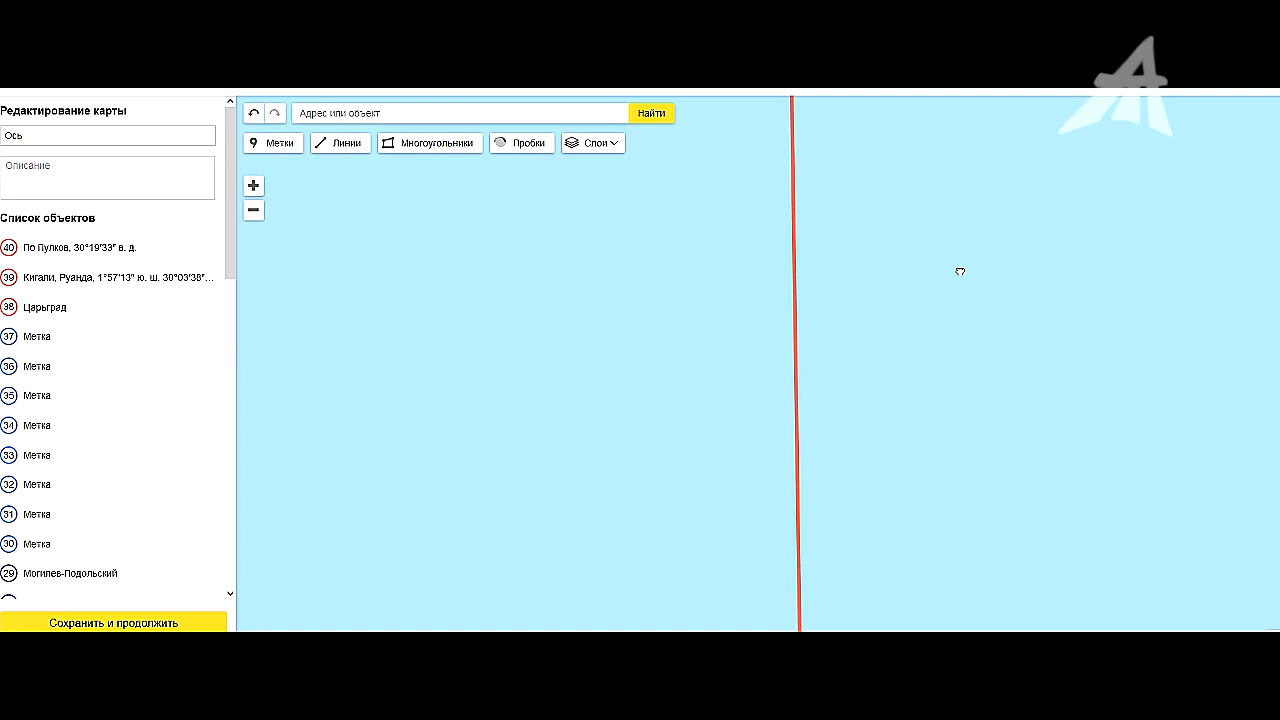 Редактирование карты
Ось
Описание
Список объектов
40 По Пулков, 30°19'33" в. д.
39 Кигали, Руанда, 1°57'13" ю. ш. 30°03'38"...
38 Царьград
37 Метка
36 Метка
35 Метка
34 Метка
33 Метка
32 Метка
31 Метка
30 Метка
29 Могилев-Подольский
Сохранить и продолжить
Адрес или объект
Найти
Метки
Линии
Многоугольники
Пробки
Слои